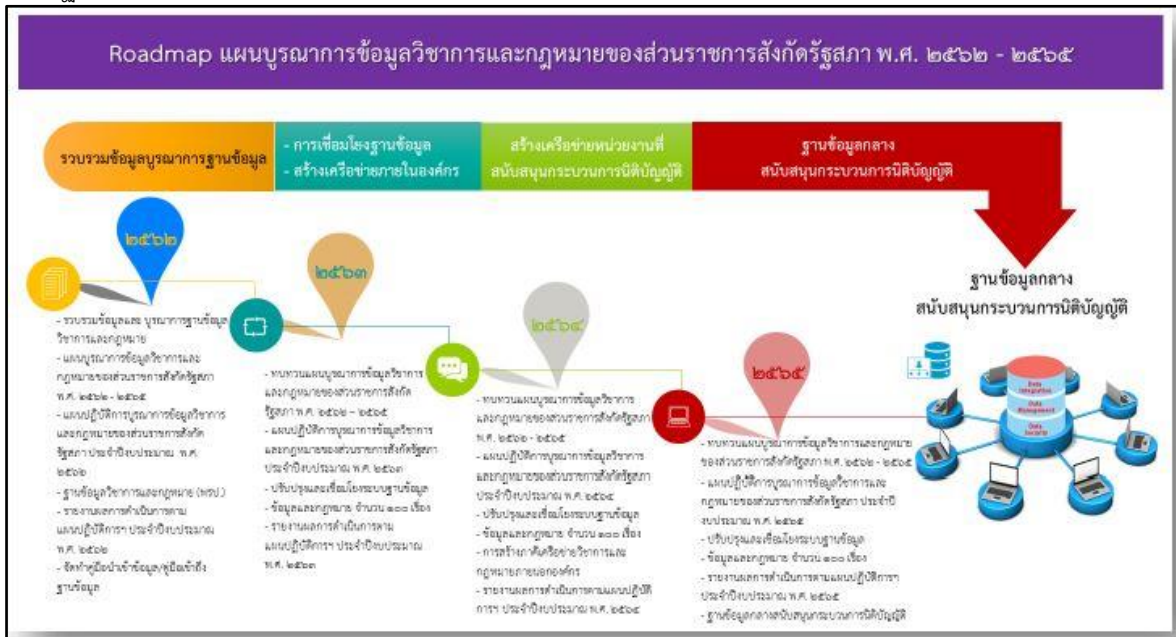 Roadmap แผนบูรณาการข้อมูลวิชาการและกฎหมายของส่วนราชการสังกัดรัฐสภา พ.ศ. ๒๕๖๒ - ๒๕๖๕
รวบรวมข้อมูลบูรณาการฐานข้อมูล
- การเชื่อมโยงฐานข้อมูล
- สร้างเครือข่ายภายในองค์กร
สร้างเครือข่ายหน่วยงานที่
สนับสนุนกระบวนการนิติบัญญัติ
ฐานข้อมูลกลาง
สนับสนุนกระบวนการนิติบัญญัติ
๒๕๖๒
- รวบรวมข้อมูลและ บูรณาการฐานข้อมูล
วิชาการและกฎหมาย
- แผนบูรณาการข้อมูลวิชาการและ
กฎหมายของส่วนราชการสังกัดรัฐสภา
พ.ศ. ๒๕๖๒ - ๒๕๖๕
- แผนปฏิบัติการบูรณาการข้อมูลวิชาการ
และกฎหมายของส่วนราชการสังกัด
รัฐสภา ประจำปีงบประมาณ พ.ศ.
๒๕๖๒
- ฐานข้อมูลวิชาการและกฎหมาย (พรป.)
- รายงานผลการดำเนินการตาม
แผนปฏิบัติการฯ ประจำปีงบประมาณ
พ.ศ. ๒๕๖๒
- จัดทำคู่มือนำเข้าข้อมูล/คู่มือเข้าถึง
ฐานข้อมูล
๒๕๖๓
- ทบทวนแผนบูรณาการข้อมูลวิชาการ
และกฎหมายของส่วนราชการสังกัด
รัฐสภา พ.ศ. ๒๕๖๒ – ๒๕๖๕
- แผนปฏิบัติการบูรณาการข้อมูลวิชาการ
และกฎหมายของส่วนราชการสังกัดรัฐสภา
ประจำปีงบประมาณ พ.ศ. ๒๕๖๓
- ปรับปรุงและเชื่อมโยงระบบฐานข้อมูล
- ข้อมูลและกฎหมาย จำนวน ๑๐๐ เรื่อง
- รายงานผลการดำเนินการตาม
แผนปฏิบัติการฯ ประจำปีงบประมาณ
พ.ศ. ๒๕๖๓
๒๕๖๔
- ทบทวนแผนบูรณาการข้อมูลวิชาการ
และกฎหมายของส่วนราชการสังกัดรัฐสภา
พ.ศ. ๒๕๖๒ - ๒๕๖๕
- แผนปฏิบัติการบูรณาการข้อมูลวิชาการ
และกฎหมายของส่วนราชการสังกัดรัฐสภา
ประจำปีงบประมาณ พ.ศ. ๒๕๖๔
- ปรับปรุงและเชื่อมโยงระบบฐานข้อมูล
- ข้อมูลและกฎหมาย จำนวน ๑๐๐ เรื่อง
- การสร้างภาคีเครือข่ายวิชาการและ
กฎหมายภายนอกองค์กร
- รายงานผลการดำเนินการตามแผนปฏิบัติ
การฯ ประจำปีงบประมาณ พ.ศ. ๒๕๖๔
๒๕๖๕
- ทบทวนแผนบูรณาการข้อมูลวิชาการและกฎหมาย
ของส่วนราชการสังกัดรัฐสภา พ.ศ. ๒๕๖๒ - ๒๕๖๕
- แผนปฏิบัติการบูรณาการข้อมูลวิชาการและ
กฎหมายของส่วนราชการสังกัดรัฐสภา ประจำปี
งบประมาณ พ.ศ. ๒๕๖๕
- ปรับปรุงและเชื่อมโยงระบบฐานข้อมูล
- ข้อมูลและกฎหมาย จำนวน ๑๐๐ เรื่อง
- รายงานผลการดำเนินการตามแผนปฏิบัติการฯ
ประจำปีงบประมาณ พ.ศ. ๒๕๖๕
- ฐานข้อมูลกลางสนับสนุนกระบวนการนิติบัญญัติ
ฐานข้อมูลกลาง
สนับสนุนกระบวนการนิติบัญญัติ
Data
Data
Management
Data
Security